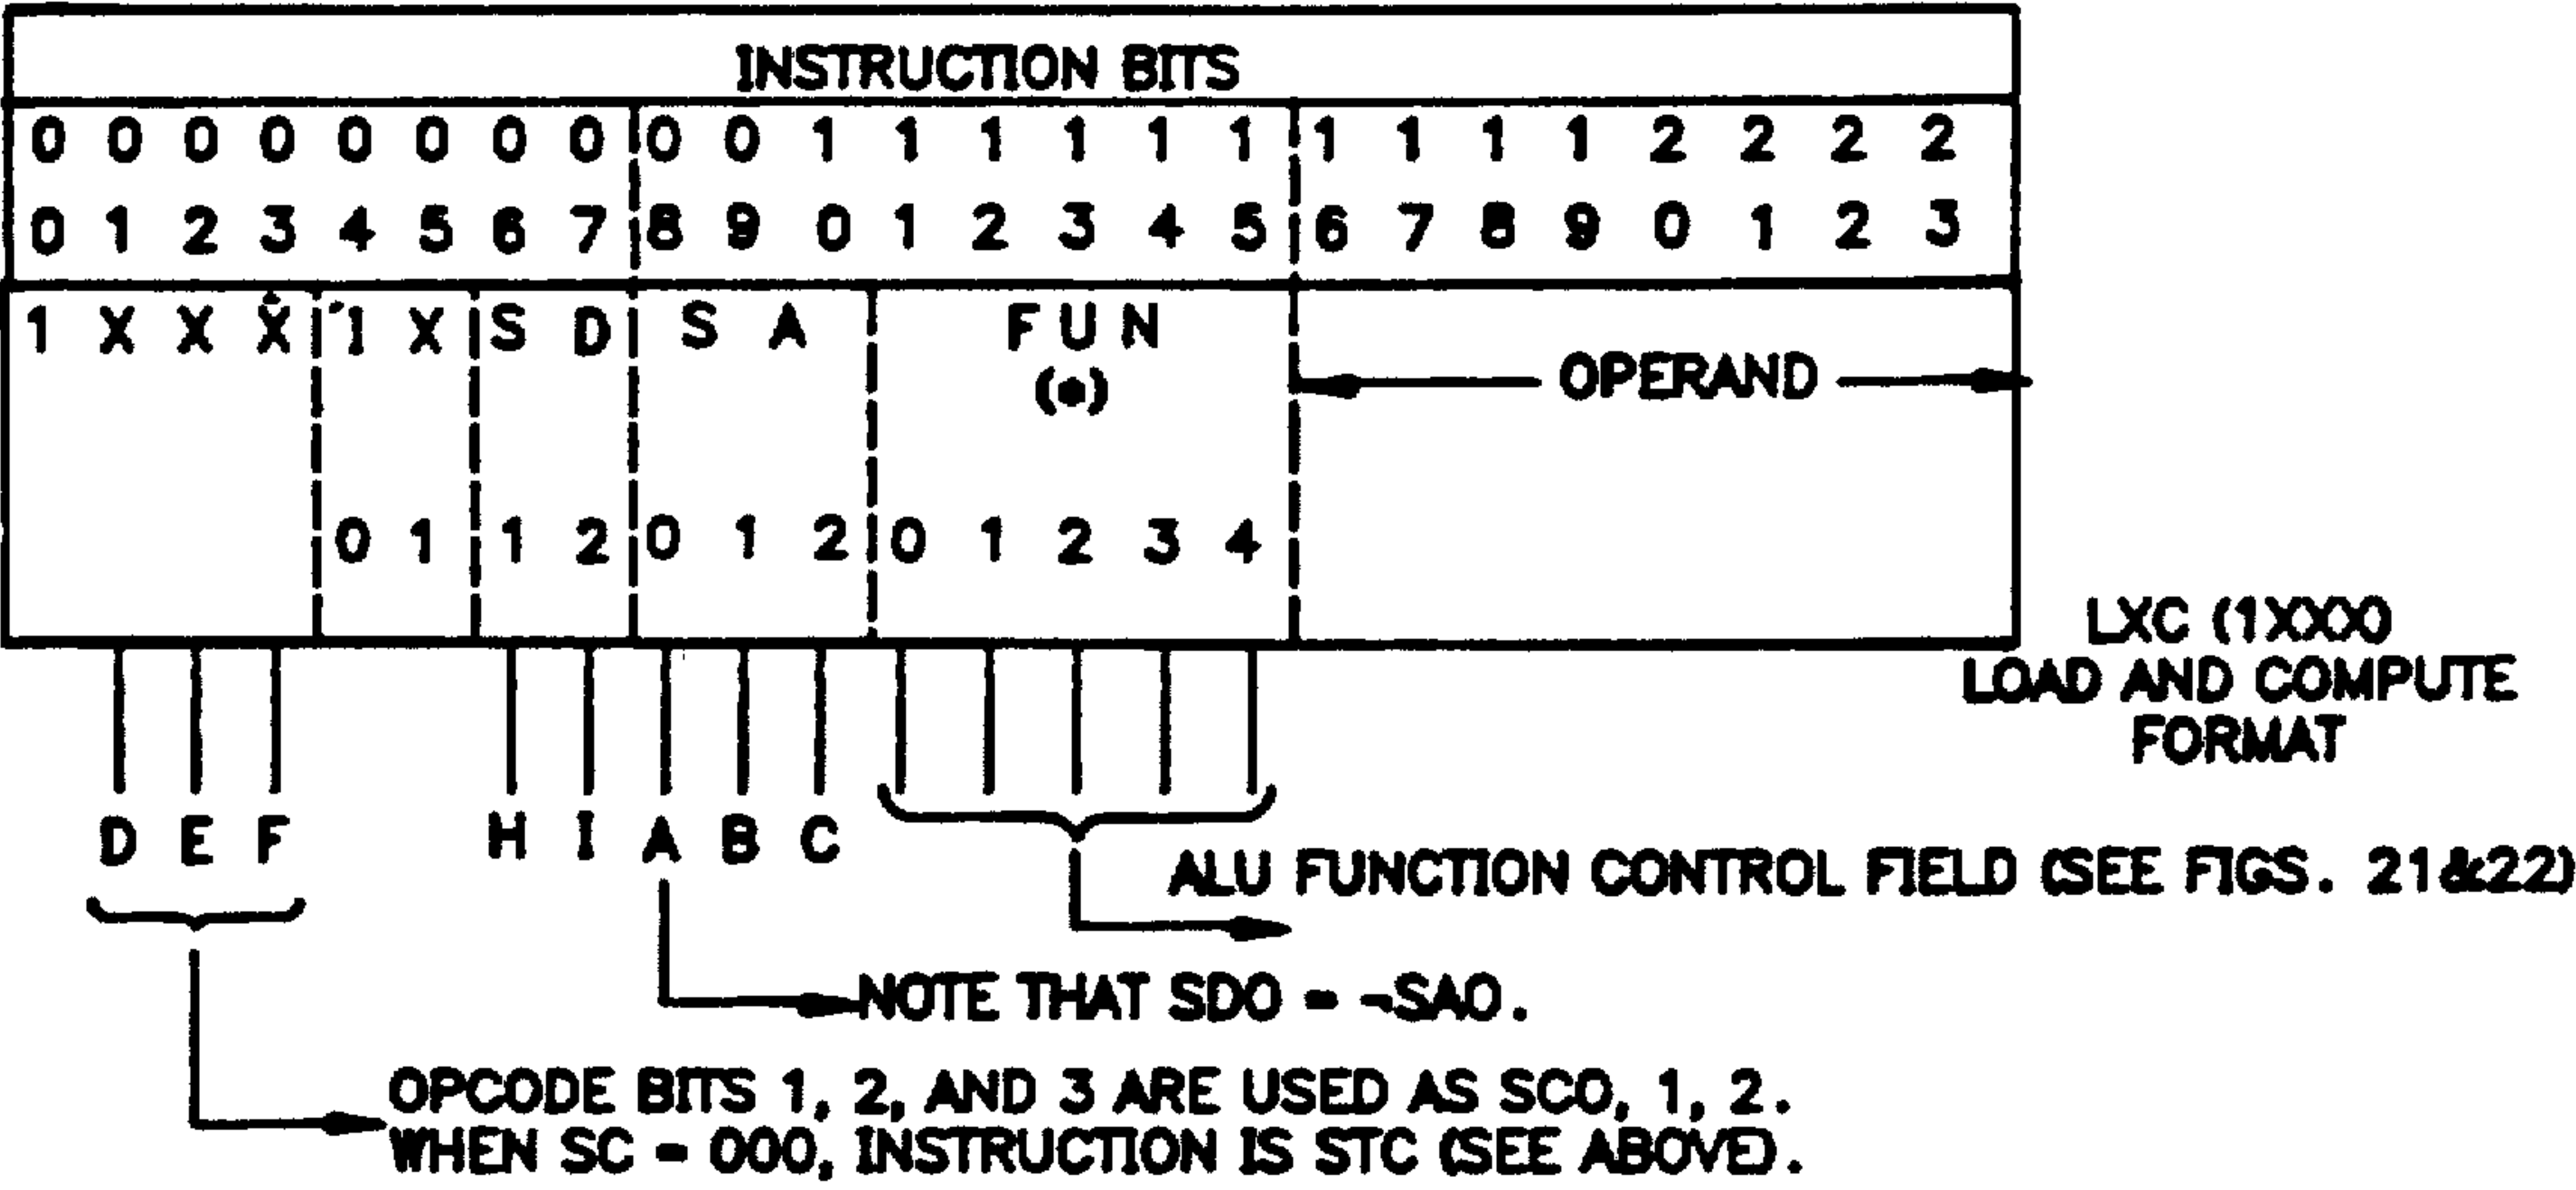 INSTRUCTION BITS
0 0 0 0 0 0 0 0 0 0 1 1 1 1 1 1 1 1 1 1 2 2 2 2
0 1 2 3 4 5 6 7 8 9 0 1 2 3 4 5 6 7 8 9 0 1 2 3
1 X X X I X S D S A F U N
(*)
OPERAND
0 1 1 2 0 1 2 0 1 2 3 4
LXC (1XXX)
LOAD AND COMPUTE
FORMAT
D E F H I A B C
ALU FUNCTION CONTROL FIELD (SEE FIGS. 21&22)
NOTE THAT SD0 = ¬SA0.
OPCODE BITS 1, 2, AND 3 ARE USED AS SC0, 1, 2.
WHEN SC = 000, INSTRUCTION IS STC (SEE ABOVE).